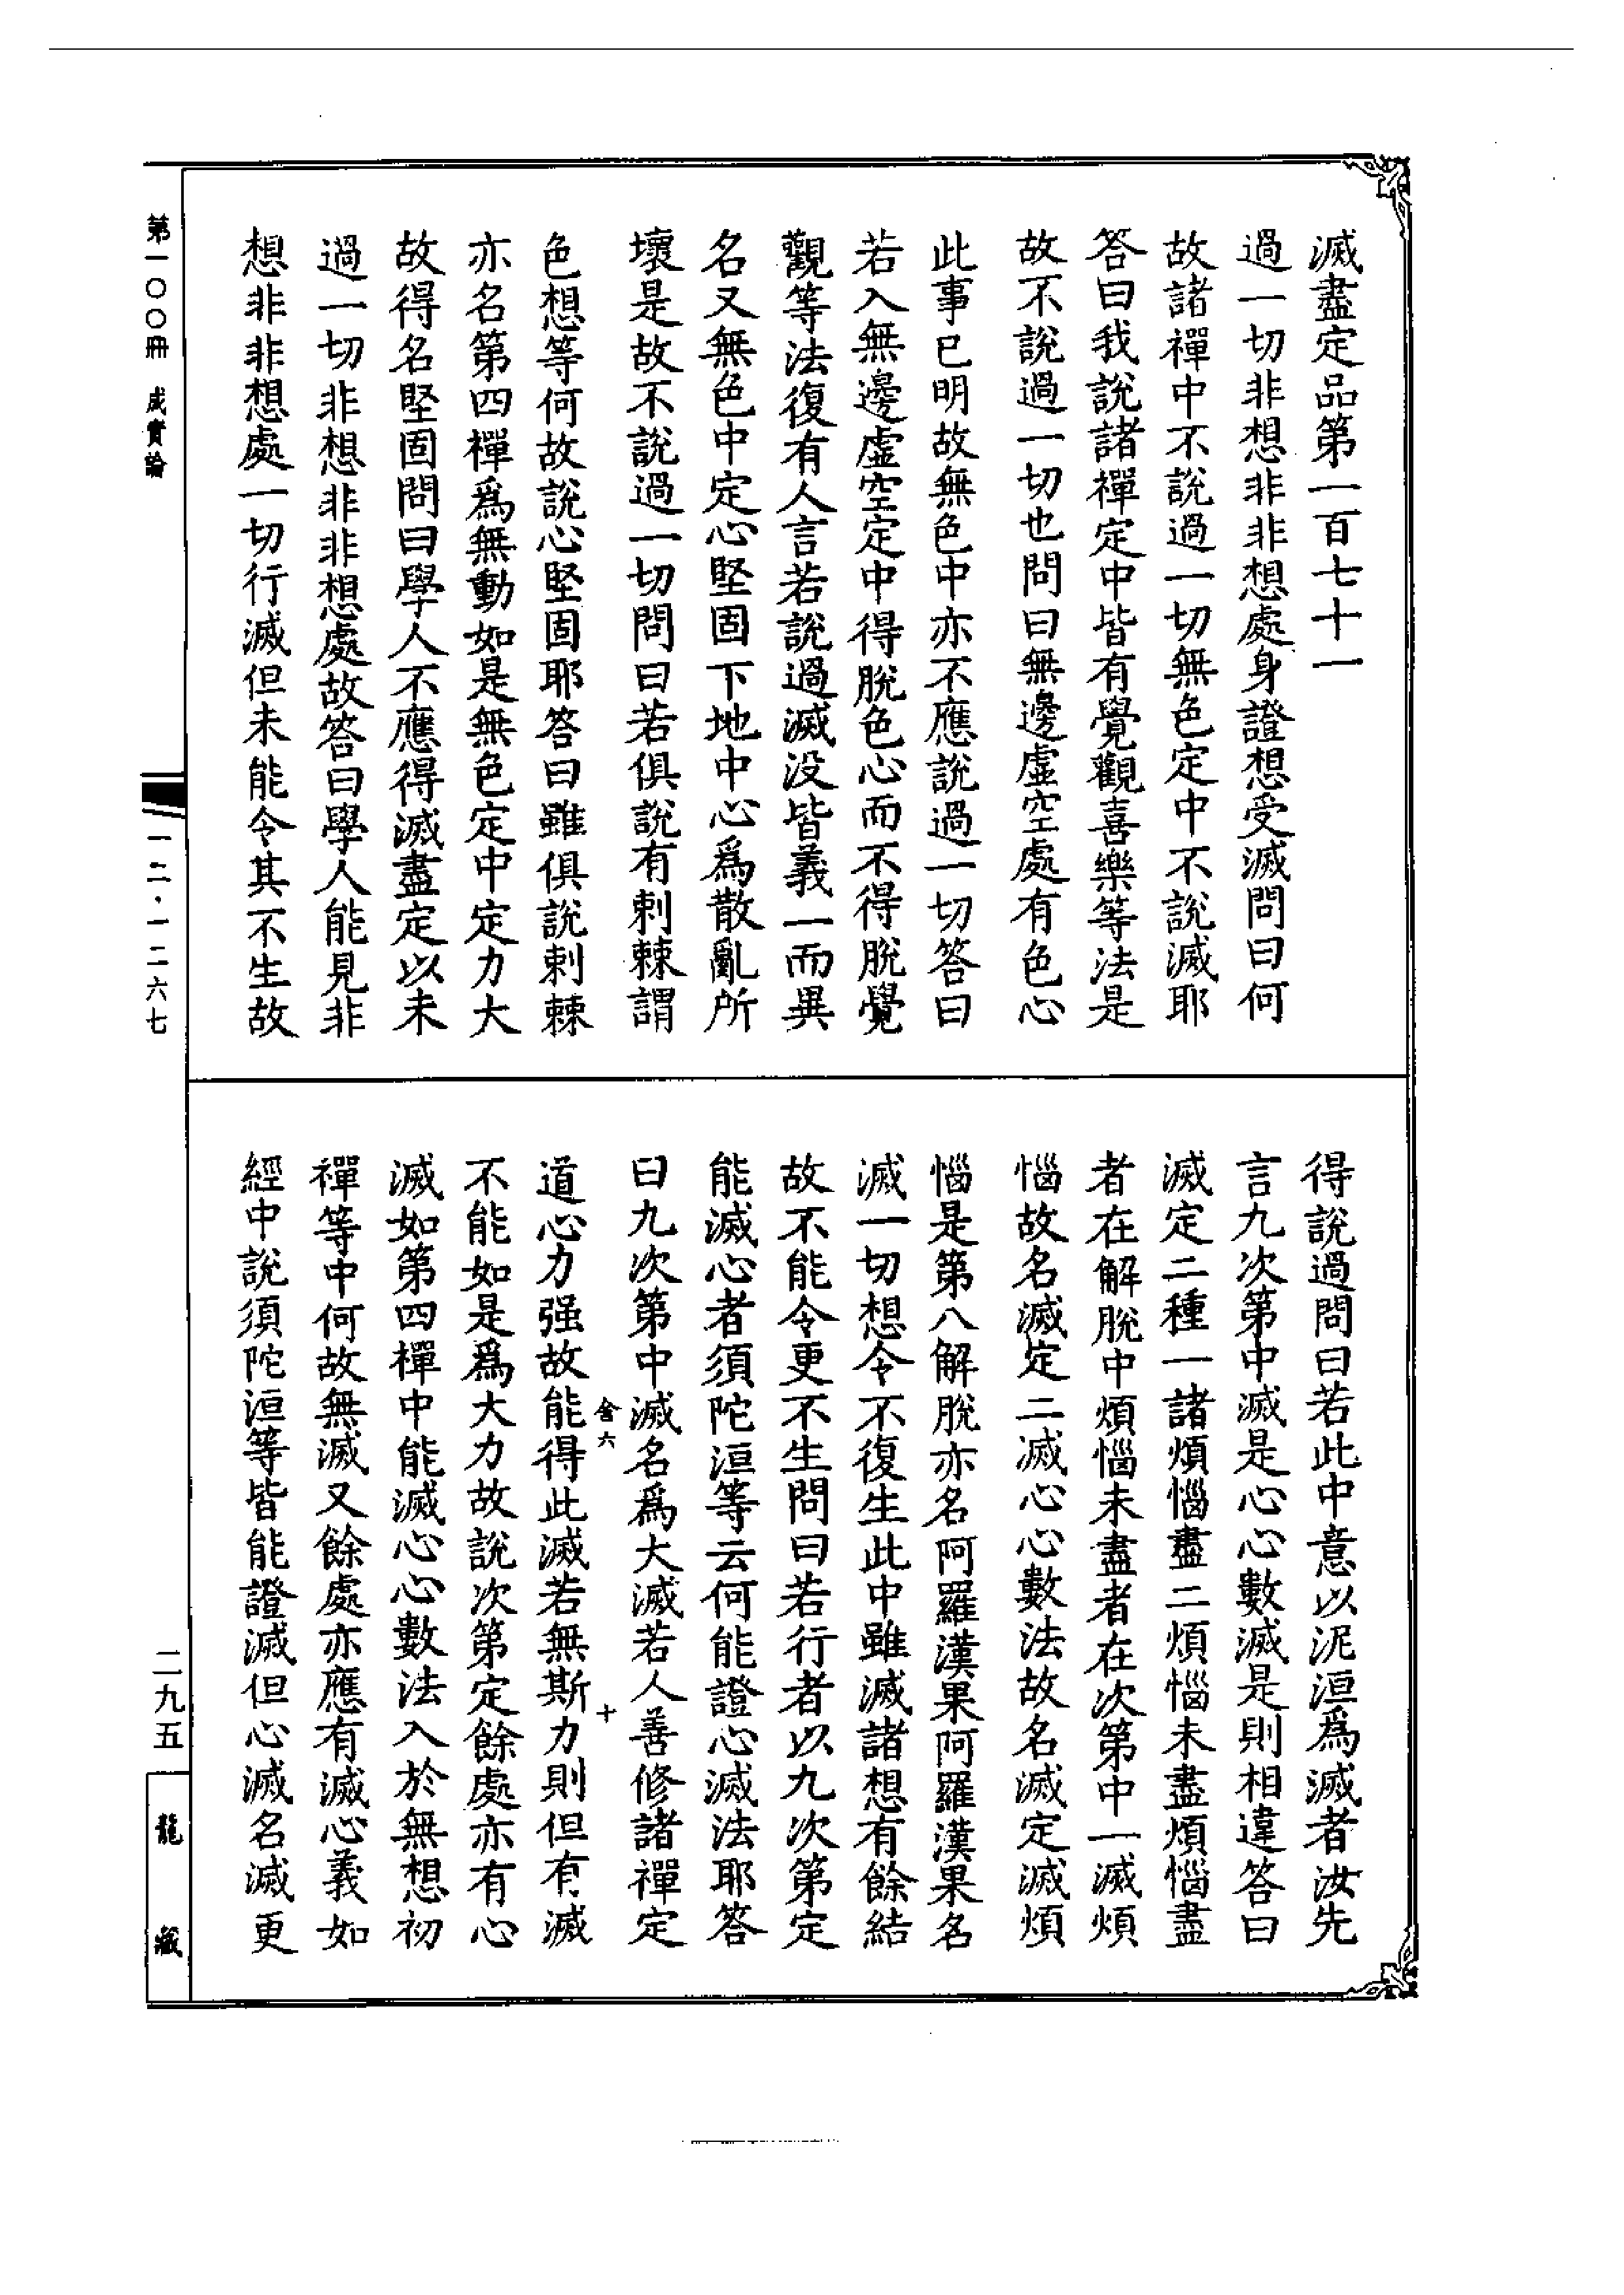 滅盡定品第一百七十一
過一切非想非非想處身證想受滅問曰何
故諸禪中不說過一切無色定中不說滅耶
答曰我說諸禪定中皆有覺觀喜樂等法是
故不說過一切也問曰無邊虛空處有色心
此事已明故無色中亦不應說過一切答曰
若入無邊虛空定中得脫色心而不得脫覺
觀等法復有人言若說過滅没皆義一而異
名又無色中定心堅固下地中心爲散亂所
壞是故不說過一切問曰若俱說有刺棘謂
色想等何故說心堅固耶答曰雖俱說刺棘
亦名第四禪爲無動如是無色定中定力大
故得名堅固問曰學人不應得滅盡定以未
過一切非想非非想處故答曰學人能見非
想非非想處一切行滅但未能令其不生故
得說過問曰若此中意以泥洹爲滅者汝先
言九次第中滅是心心數滅是則相違答曰
滅定二種一諸煩惱盡二煩惱未盡煩惱盡
者在解脫中煩惱未盡者在次第中一滅煩
惱故名滅定二滅心心數法故名滅定滅煩
惱是第八解脫亦名阿羅漢果阿羅漢果名
滅一切想令不復生此中雖滅諸想有餘結
故不能令更不生問曰若行者以九次第定
能滅心者須陀洹等云何能證心滅法耶答
曰九次第中滅名爲大滅若人善修諸禪定
道心力强故能得此滅若無斯力則但有滅
不能如是爲大力故說次第定餘處亦有心
滅如第四禪中能滅心心數法入於無想初
禪等中何故無滅又餘處亦應有滅心義如
經中說須陀洹等皆能證滅但心滅名滅更
第一〇〇冊 成實論
一二·一二六七
二九五
龍藏